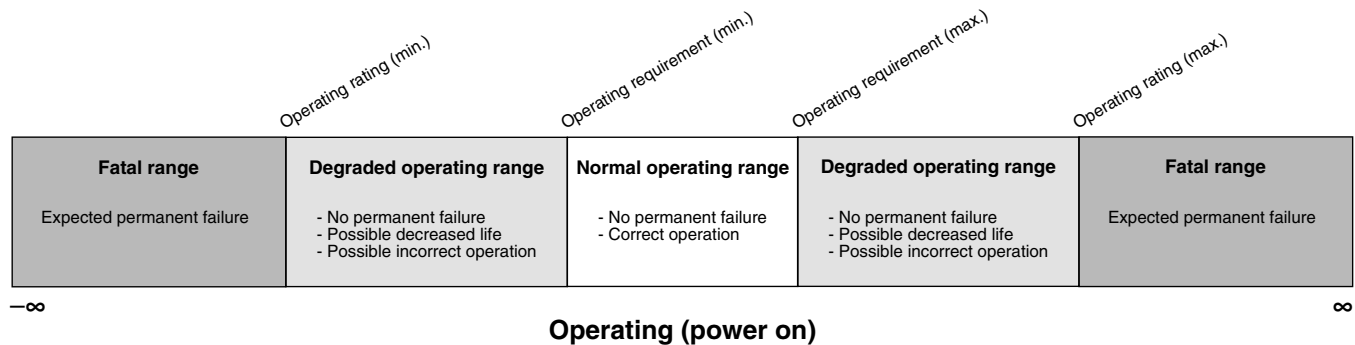 Operating rating (min.)
Operating requirement (min.)
Operating requirement (max.)
Operating rating (max.)
Fatal range
Expected permanent failure
Degraded operating range
- No permanent failure
- Possible decreased life
- Possible incorrect operation
Normal operating range
- No permanent failure
- Correct operation
Degraded operating range
- No permanent failure
- Possible decreased life
- Possible incorrect operation
Fatal range
Expected permanent failure
–∞
∞
Operating (power on)